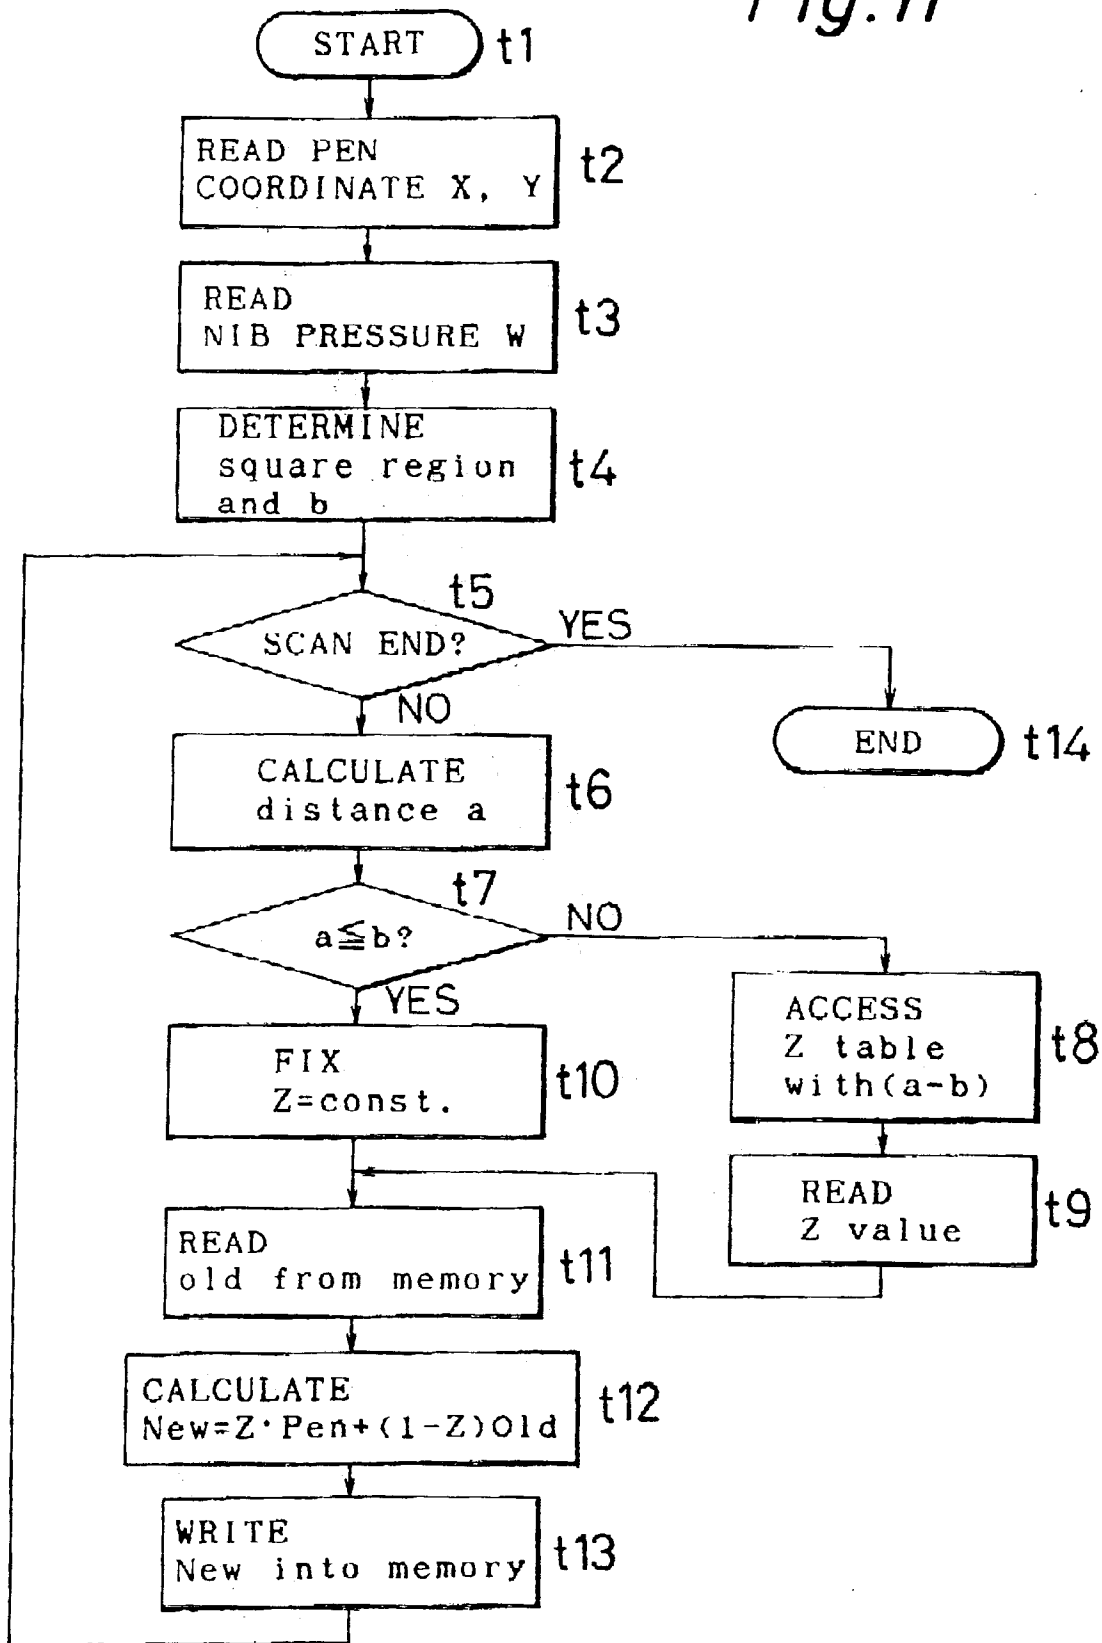 Fig. 11
START t1
READ PEN
COORDINATE X, Y
t2
READ
NIB PRESSURE W
t3
DETERMINE
square region
and b
t4
t5
SCAN END?
YES
NO
END t14
CALCULATE
distance a
t6
t7
a≦b?
NO
YES
ACCESS
Z table
with(a-b)
t8
FIX
Z=const.
t10
READ
Z value
t9
READ
old from memory
t11
CALCULATE
New=Z·Pen+(1-Z)Old
t12
WRITE
New into memory
t13